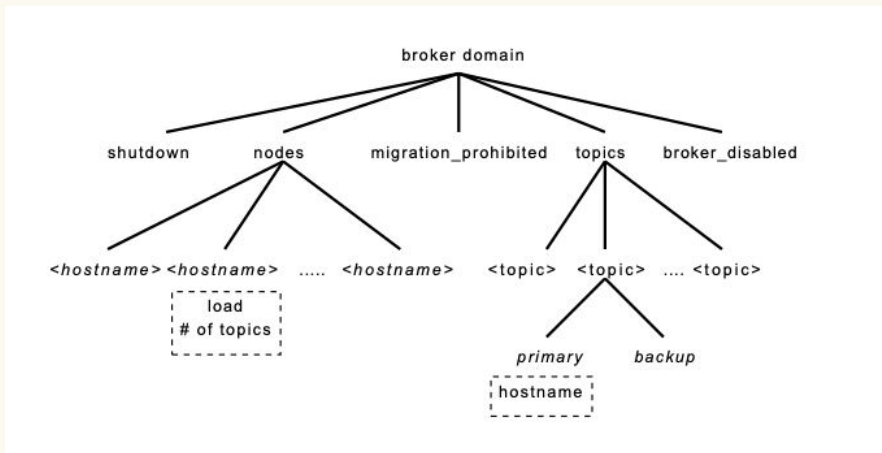 broker domain
shutdown nodes migration_prohibited topics broker_disabled
<hostname> <hostname> ..... <hostname> <topic> <topic> .... <topic>
load
# of topics
primary backup
hostname